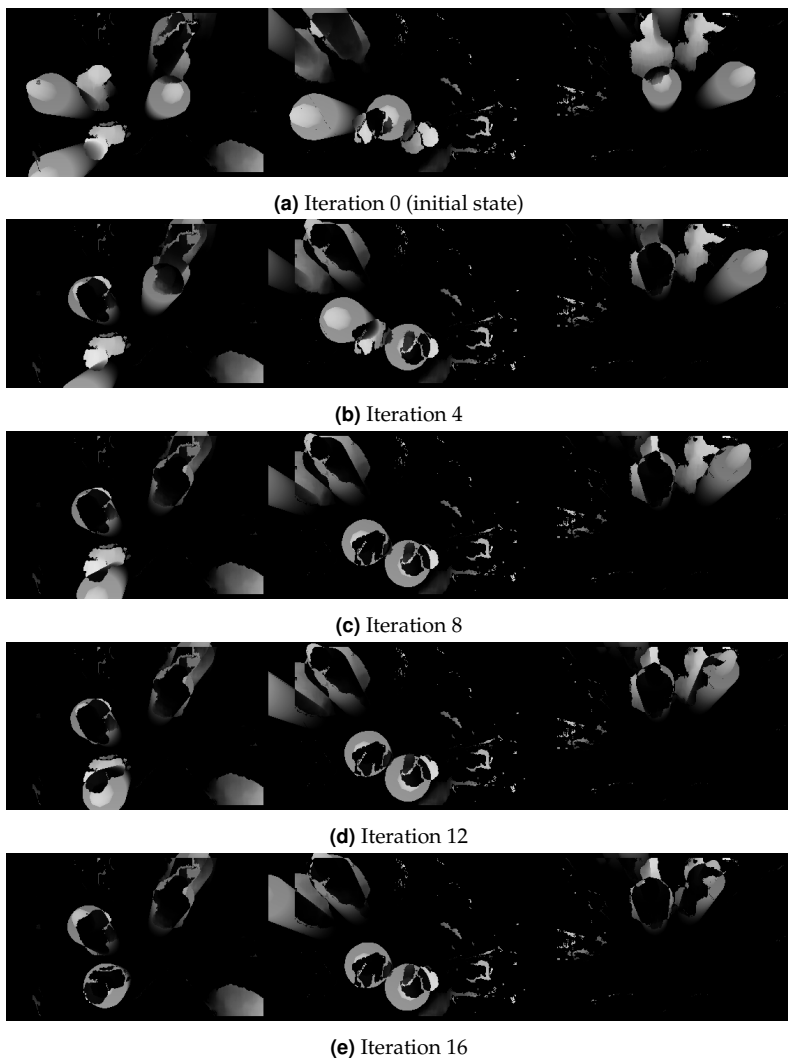 (a) Iteration 0 (initial state)
(b) Iteration 4
(c) Iteration 8
(d) Iteration 12
(e) Iteration 16